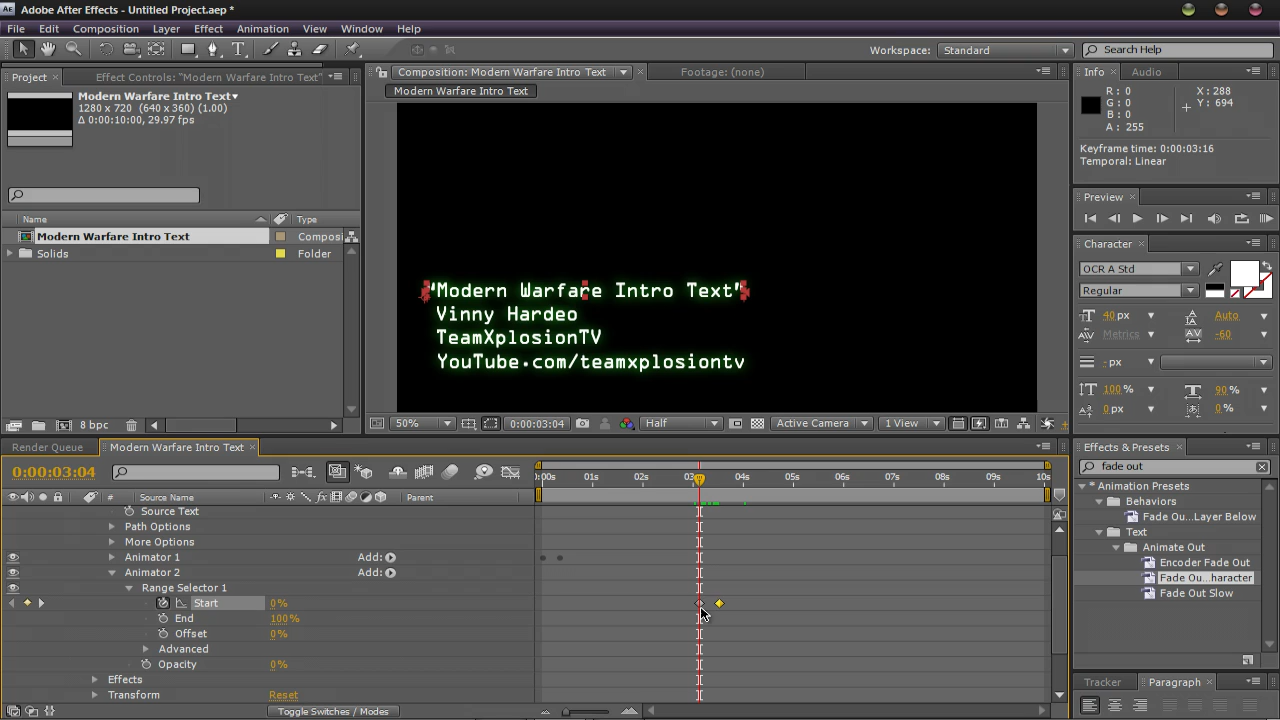 Adobe After Effects - Untitled Project.aep *
File Edit Composition Layer Effect Animation View Window Help
Workspace: Standard Search Help
Project Effect Controls: "Modern Warfare Intro Text"
Modern Warfare Intro Text▾
1280 x 720 (640 x 360) (1.00)
Δ 0:00:10:00, 29.97 fps
Name Type
Modern Warfare Intro Text Composi
Solids Folder
8 bpc
Composition: Modern Warfare Intro Text Footage: (none)
Modern Warfare Intro Text
"Modern Warfare Intro Text"
Vinny Hardeo
TeamXplosionTV
YouTube.com/teamxplosiontv
50% 0:00:03:04 Half Active Camera 1 View
Info Audio
R: 0 X: 288
G: 0 Y: 694
B: 0
A: 255
Keyframe time: 0:00:03:16
Temporal: Linear
Preview
Character
OCR A Std
Regular
40 px Auto
Metrics -60
- px
100 % 90 %
0 px 0 %
Effects & Presets
fade out
* Animation Presets
Behaviors
Fade Ou...Layer Below
Text
Animate Out
Encoder Fade Out
Fade Ou...haracter
Fade Out Slow
Tracker Paragraph
Render Queue Modern Warfare Intro Text
0:00:03:04
:00s 01s 02s 03s 04s 05s 06s 07s 08s 09s 10s
# Source Name Parent
Source Text
Path Options
More Options
Animator 1 Add:
Animator 2 Add:
Range Selector 1
Start 0%
End 100%
Offset 0%
Advanced
Opacity 0%
Effects
Transform Reset
Toggle Switches / Modes